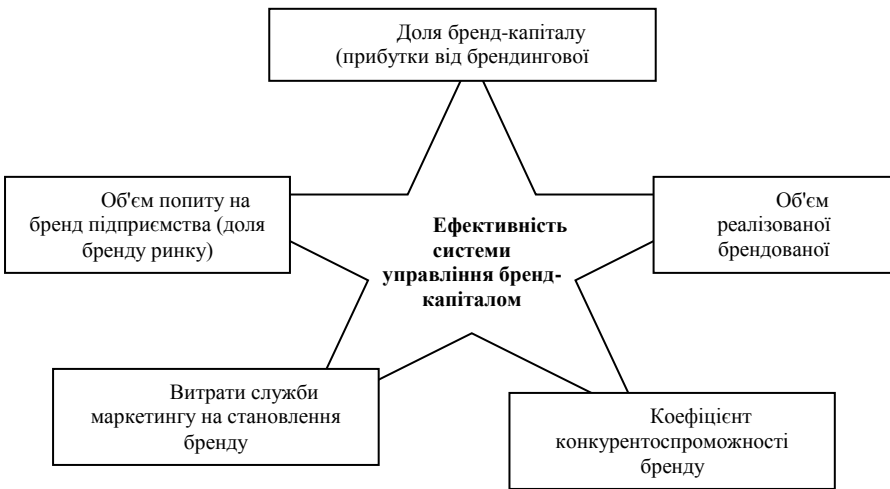 Доля бренд-капіталу
(прибутки від брендингової
Об'єм попиту на
бренд підприємства (доля
бренду ринку)
Об'єм
реалізованої
брендованої
Ефективність
системи
управління бренд-
капіталом
Витрати служби
маркетингу на становлення
бренду
Коефіцієнт
конкурентоспроможності
бренду